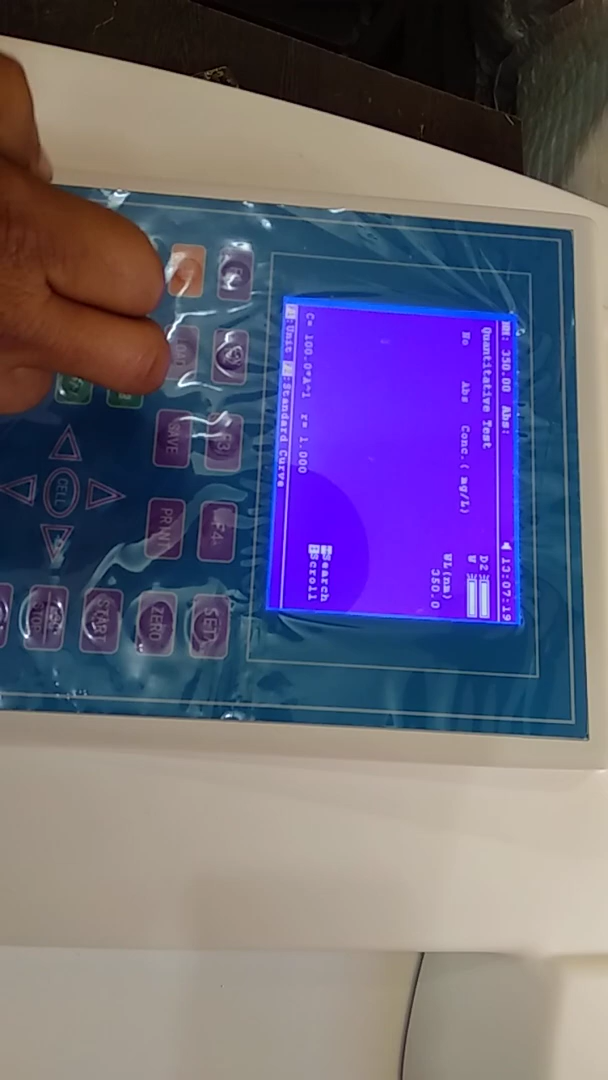 WL: 350.00 Abs: 13:07:19
Quantitative Test D2
W
No Abs Conc.( mg/L)
WL(nm)
350.0
Search
Scroll
C= 100.0*A^1 r= 1.000
:Unit :Standard Curve
F3
F4
SET
SAVE
PRINT
ZERO
START
CELL